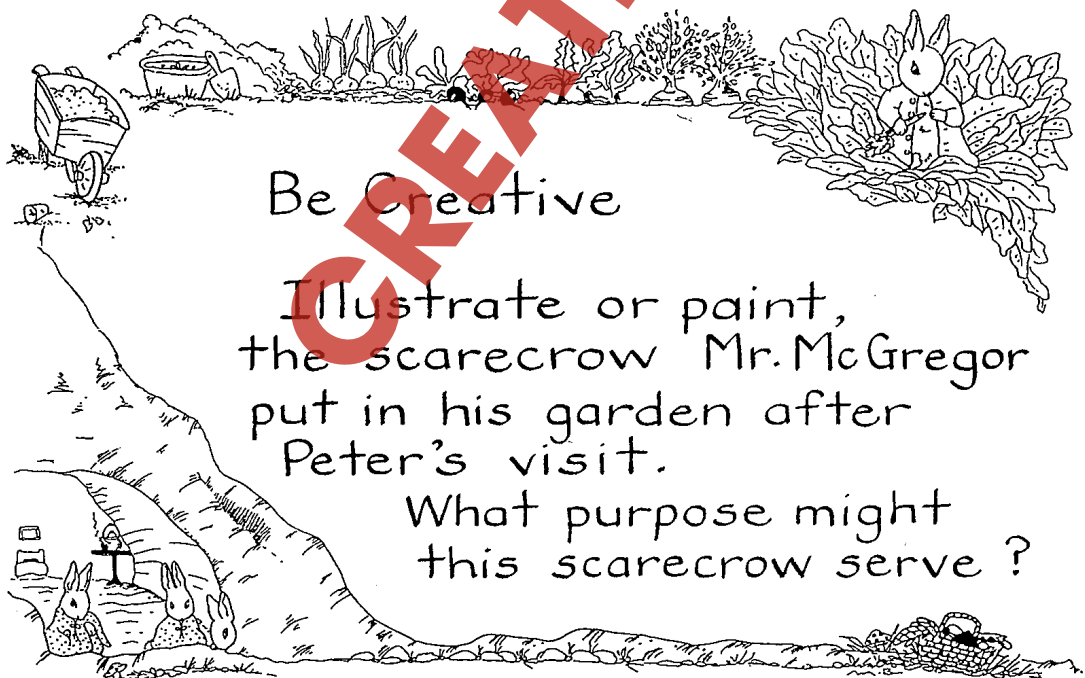 Be Creative
Illustrate or paint,
the scarecrow Mr. McGregor
put in his garden after
Peter's visit.
What purpose might
this scarecrow serve ?
ER